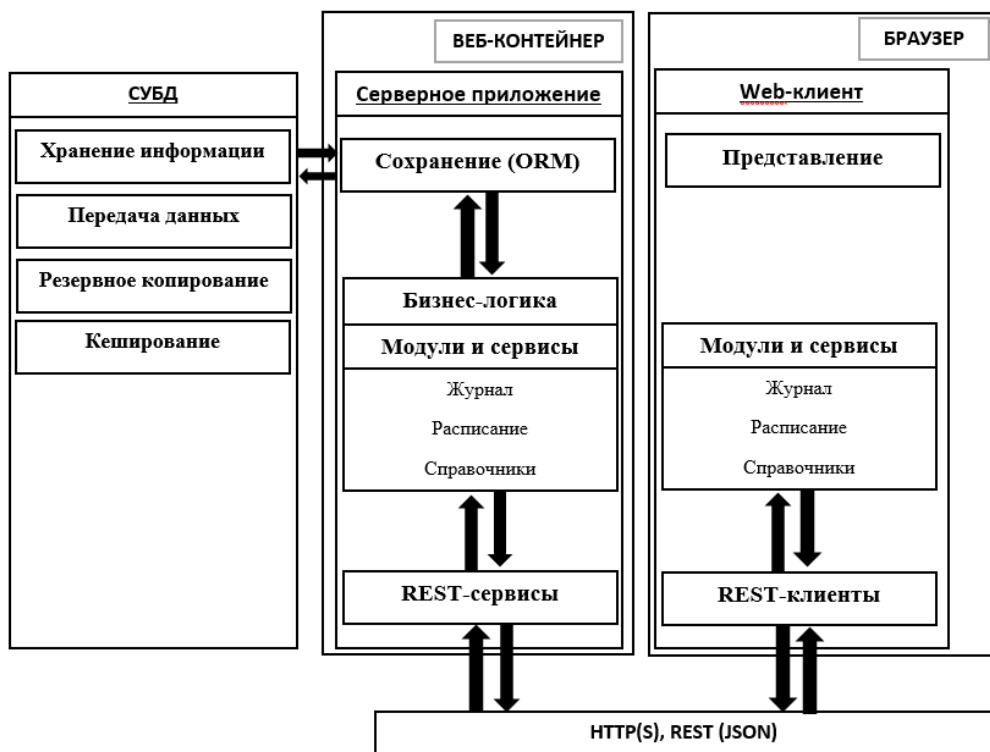 СУБД
Хранение информации
Передача данных
Резервное копирование
Кеширование
ВЕБ-КОНТЕЙНЕР
Серверное приложение
Сохранение (ORM)
Бизнес-логика
Модули и сервисы
Журнал
Расписание
Справочники
REST-сервисы
БРАУЗЕР
Web-клиент
Представление
Модули и сервисы
Журнал
Расписание
Справочники
REST-клиенты
HTTP(S), REST (JSON)